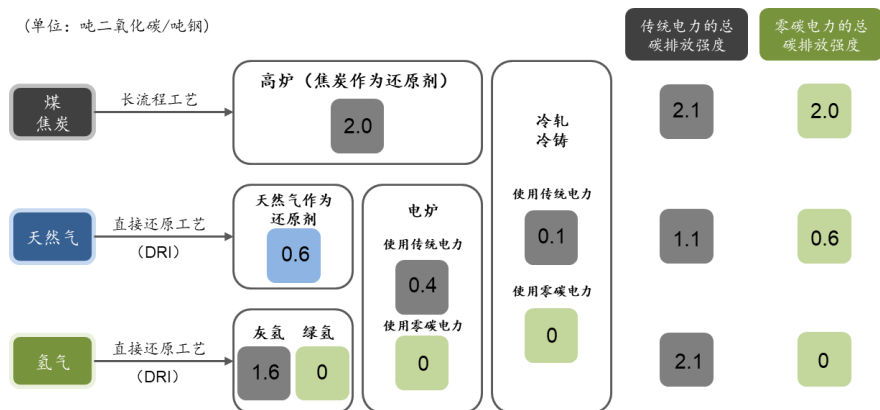 (单位：吨二氧化碳/吨钢)
传统电力的总
碳排放强度
零碳电力的总
碳排放强度
煤
焦炭
长流程工艺
高炉（焦炭作为还原剂）
2.0
冷轧
冷铸
2.1
2.0
天然气
直接还原工艺
(DRI)
天然气作为
还原剂
0.6
电炉
使用传统电力
0.4
使用零碳电力
0
使用传统电力
0.1
使用零碳电力
0
1.1
0.6
氢气
直接还原工艺
(DRI)
灰氢 绿氢
1.6 0
2.1
0